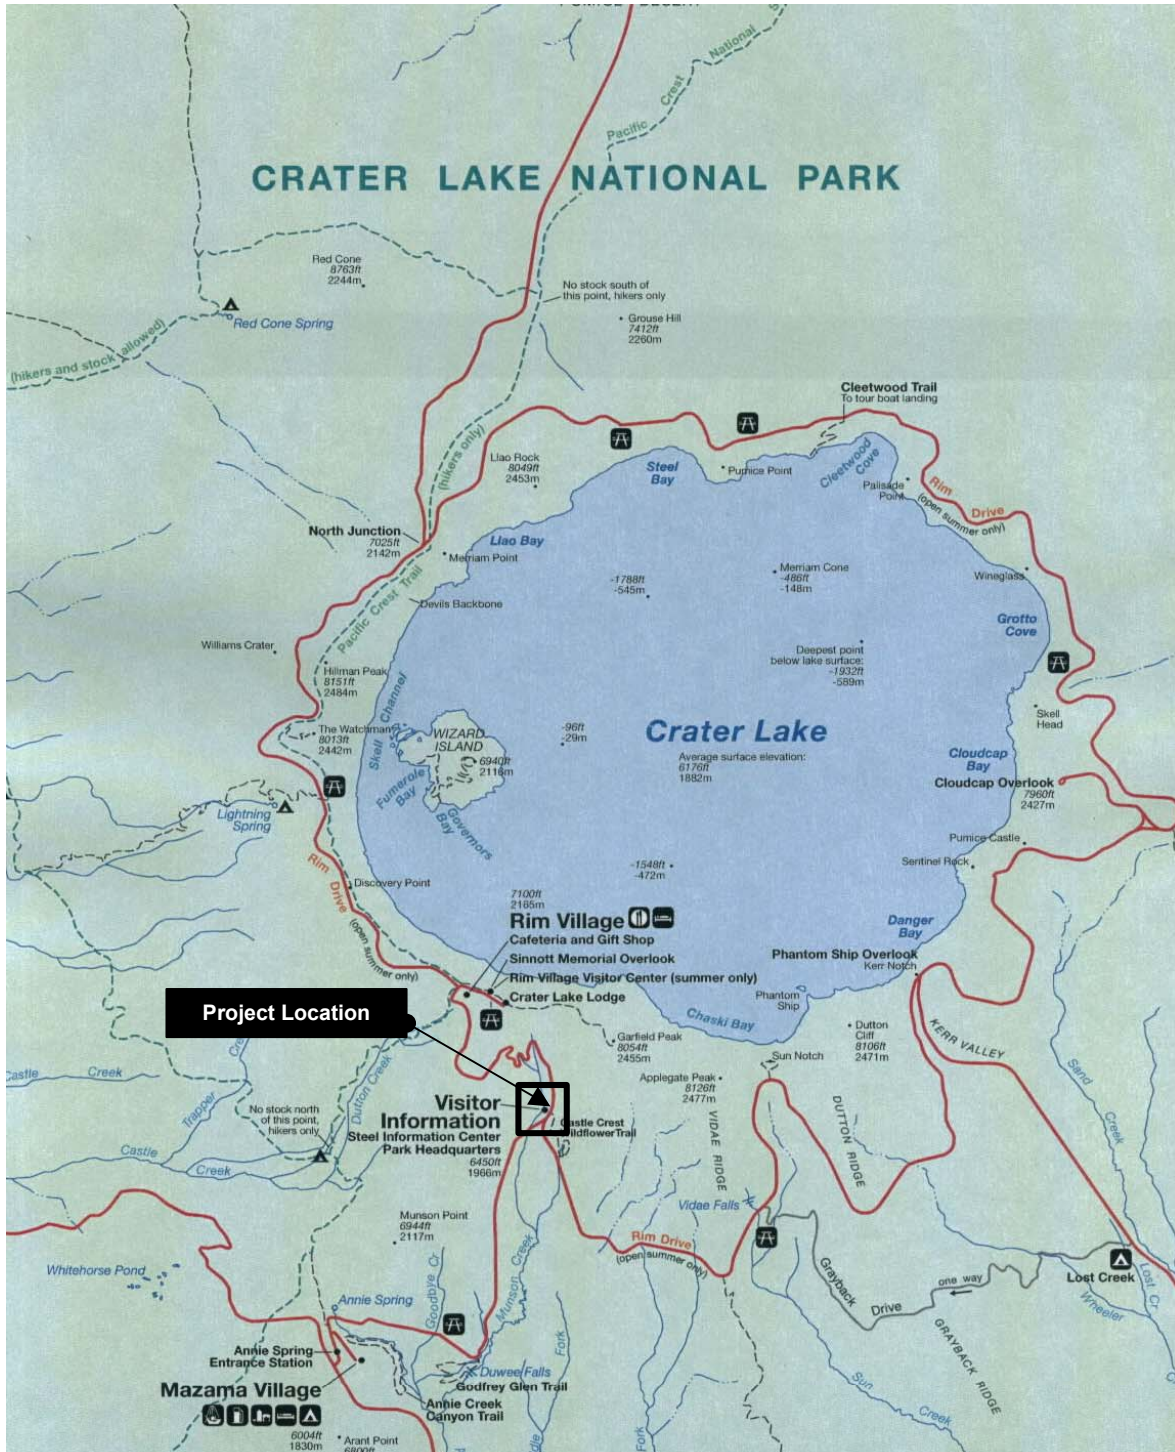 PUMICE DESERT
Pacific Crest National S
CRATER LAKE NATIONAL PARK
Red Cone
8763ft
2244m
No stock south of
this point, hikers only
Red Cone Spring
(hikers and stock allowed)
Grouse Hill
7412ft
2260m
Cleetwood Trail
To tour boat landing
(hikers only)
Llao Rock
8049ft
2453m
Steel
Bay
Pumice Point
Cleetwood
Cove
Palisade
Point
Rim Drive
(open summer only)
North Junction
7025ft
2142m
Llao Bay
Merriam Point
-1788ft
-545m
Merriam Cone
-486ft
-148m
Wineglass
Pacific Crest Trail
Devils Backbone
Grotto
Cove
Williams Crater
Hillman Peak
8151ft
2484m
Deepest point
below lake surface:
-1932ft
-589m
Skell Channel
The Watchman
8013ft
2442m
WIZARD
ISLAND
6940ft
2116m
-96ft
-29m
Crater Lake
Average surface elevation:
6176ft
1882m
Skell
Head
Cloudcap
Bay
Cloudcap Overlook
7960ft
2427m
Fumarole
Bay
Governors
Bay
Lightning
Spring
Pumice Castle
Sentinel Rock
-1548ft
-472m
Rim Drive
(open summer only)
Discovery Point
7100ft
2165m
Rim Village
Cafeteria and Gift Shop
Sinnott Memorial Overlook
Rim Village Visitor Center (summer only)
Crater Lake Lodge
Danger
Bay
Phantom Ship Overlook
Kerr Notch
Phantom
Ship
Project Location
Chaski Bay
Garfield Peak
8054ft
2455m
Dutton
Cliff
8106ft
2471m
KERR VALLEY
Sun Notch
Applegate Peak
8126ft
2477m
Castle Creek
Trapper Cre
Dutton Creek
No stock north
of this point,
hikers only
Visitor
Information
Steel Information Center
Park Headquarters
6450ft
1966m
Castle Crest
WildflowerTrail
VIDAE RIDGE
DUTTON RIDGE
Sand Creek
Castle Creek
Vidae Falls
Munson Point
6944ft
2117m
Rim Drive
(open summer only)
Whitehorse Pond
Goodbye Cr
Munson Creek
Grayback Drive
one way
Lost Creek
Lost Cr
Wheeler
Annie Spring
Annie Spring
Entrance Station
Fork
GRAYBACK RIDGE
Mazama Village
Duwee Falls
Godfrey Glen Trail
Annie Creek
Canyon Trail
Sun Creek
6004ft
1830m
Arant Point
6800ft
Fork